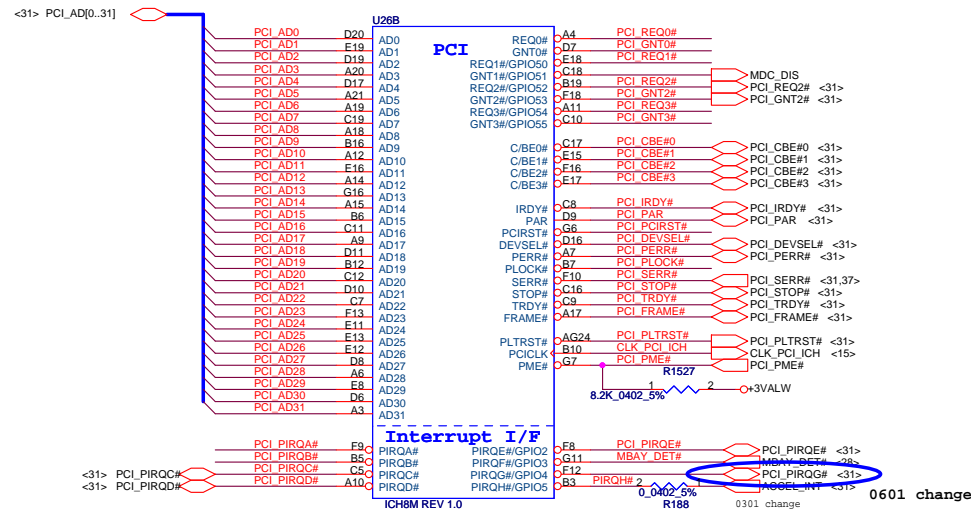 <31> PCI_AD[0..31]
U26B
PCI
PCI_AD0 D20 AD0
PCI_AD1 E19 AD1
PCI_AD2 D19 AD2
PCI_AD3 A20 AD3
PCI_AD4 D17 AD4
PCI_AD5 A21 AD5
PCI_AD6 A19 AD6
PCI_AD7 C19 AD7
PCI_AD8 A18 AD8
PCI_AD9 B16 AD9
PCI_AD10 A12 AD10
PCI_AD11 E16 AD11
PCI_AD12 A14 AD12
PCI_AD13 G16 AD13
PCI_AD14 A15 AD14
PCI_AD15 B6 AD15
PCI_AD16 C11 AD16
PCI_AD17 A9 AD17
PCI_AD18 D11 AD18
PCI_AD19 B12 AD19
PCI_AD20 C12 AD20
PCI_AD21 D10 AD21
PCI_AD22 C7 AD22
PCI_AD23 F13 AD23
PCI_AD24 E11 AD24
PCI_AD25 E13 AD25
PCI_AD26 E12 AD26
PCI_AD27 D8 AD27
PCI_AD28 A6 AD28
PCI_AD29 E8 AD29
PCI_AD30 D6 AD30
PCI_AD31 A3 AD31
REQ0# A4 PCI_REQ0#
GNT0# D7 PCI_GNT0#
REQ1#/GPIO50 E18 PCI_REQ1#
GNT1#/GPIO51 C18 MDC_DIS
REQ2#/GPIO52 B19 PCI_REQ2# PCI_REQ2# <31>
GNT2#/GPIO53 F18 PCI_GNT2# PCI_GNT2# <31>
REQ3#/GPIO54 A11 PCI_REQ3#
GNT3#/GPIO55 C10 PCI_GNT3#
C/BE0# C17 PCI_CBE#0 PCI_CBE#0 <31>
C/BE1# E15 PCI_CBE#1 PCI_CBE#1 <31>
C/BE2# F16 PCI_CBE#2 PCI_CBE#2 <31>
C/BE3# E17 PCI_CBE#3 PCI_CBE#3 <31>
IRDY# C8 PCI_IRDY# PCI_IRDY# <31>
PAR D9 PCI_PAR PCI_PAR <31>
PCIRST# G6 PCI_PCIRST#
DEVSEL# D16 PCI_DEVSEL# PCI_DEVSEL# <31>
PERR# A7 PCI_PERR# PCI_PERR# <31>
PLOCK# B7 PCI_PLOCK#
SERR# F10 PCI_SERR# PCI_SERR# <31,37>
STOP# C16 PCI_STOP# PCI_STOP# <31>
TRDY# C9 PCI_TRDY# PCI_TRDY# <31>
FRAME# A17 PCI_FRAME# PCI_FRAME# <31>
PLTRST# AG24 PCI_PLTRST# PCI_PLTRST# <31>
PCICLK B10 CLK_PCI_ICH CLK_PCI_ICH <15>
PME# G7 PCI_PME# PCI_PME#
R1527
1 2 +3VALW
8.2K_0402_5%
Interrupt I/F
PCI_PIRQA# F9 PIRQA#
PCI_PIRQB# B5 PIRQB#
<31> PCI_PIRQC# PCI_PIRQC# C5 PIRQC#
<31> PCI_PIRQD# PCI_PIRQD# A10 PIRQD#
PIRQE#/GPIO2 F8 PCI_PIRQE# PCI_PIRQE# <31>
PIRQF#/GPIO3 G11 MBAY_DET# MBAY_DET# <28>
PIRQG#/GPIO4 F12 PCI_PIRQG# <31>
PIRQH#/GPIO5 B3 PIRQH# 2 1 ACCEL_INT <31>
0_0402_5%
R188
ICH8M REV 1.0
0301 change
0601 change